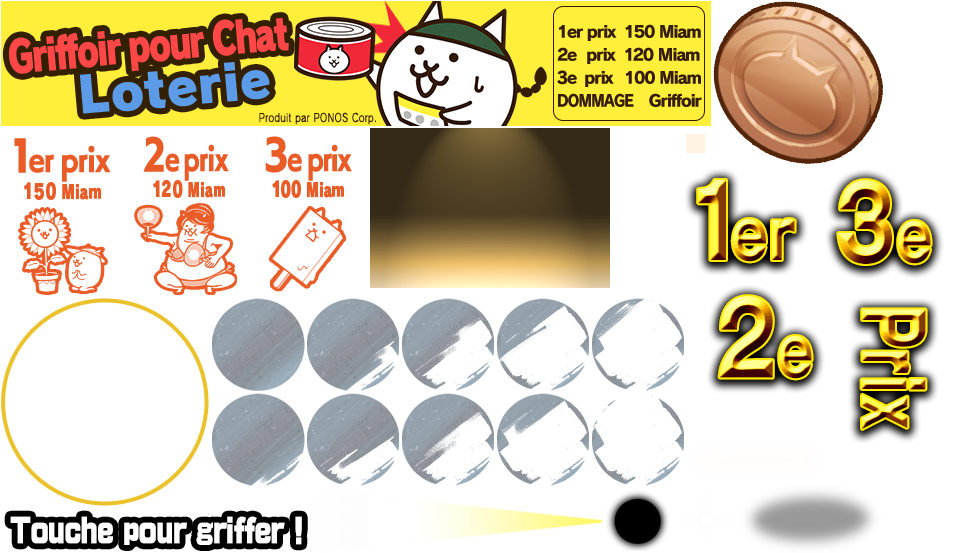 Griffoir pour Chat
Loterie
Produit par PONOS Corp.
1er prix 150 Miam
2e prix 120 Miam
3e prix 100 Miam
DOMMAGE Griffoir
1er prix
150 Miam
2e prix
120 Miam
3e prix
100 Miam
1er
3e
2e
Prix
Touche pour griffer !